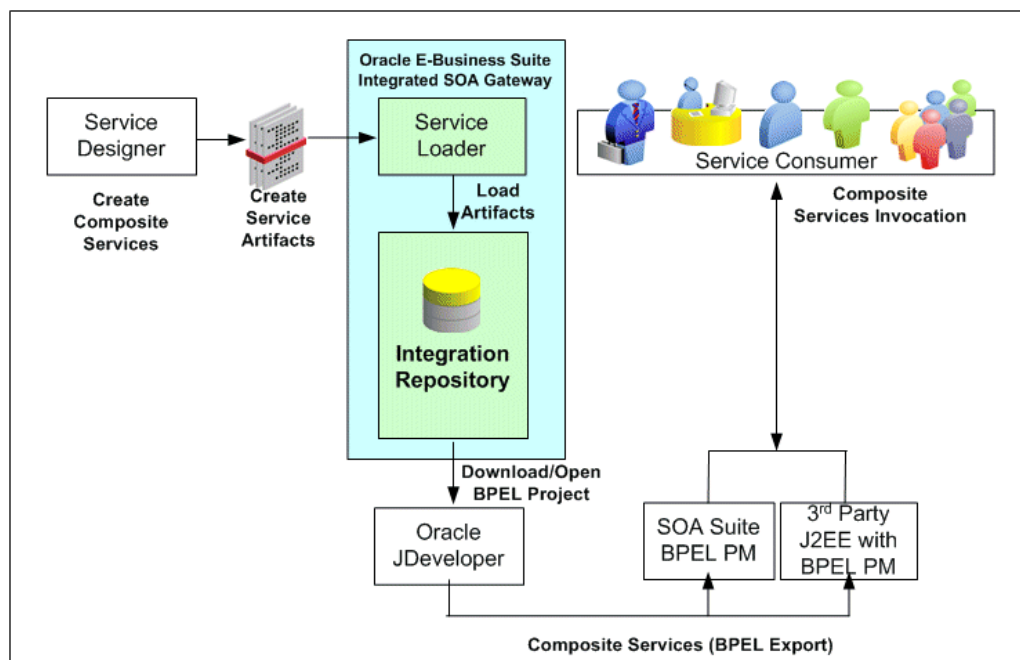 Oracle E-Business Suite
Integrated SOA Gateway
Service
Designer
Create
Composite
Services
Create
Service
Artifacts
Service
Loader
Load
Artifacts
Integration
Repository
Download/Open
BPEL Project
Oracle
JDeveloper
Service Consumer
Composite
Services Invocation
SOA Suite
BPEL PM
3rd Party
J2EE with
BPEL PM
Composite Services (BPEL Export)